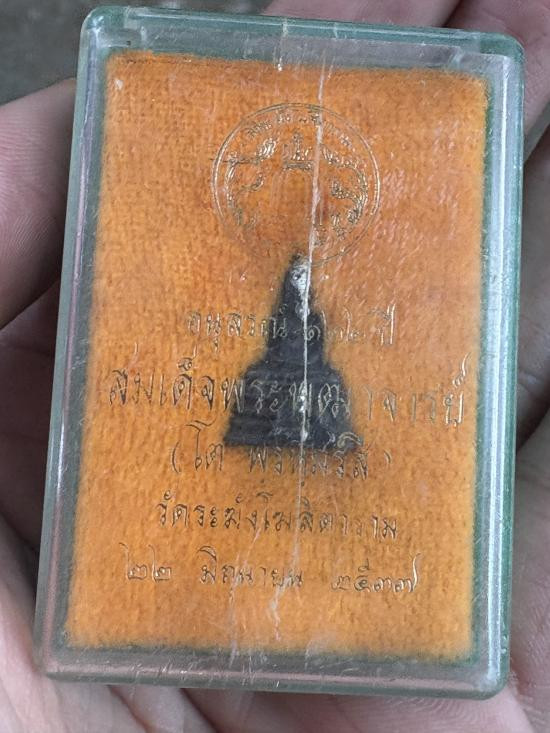 อนุสรณ์ ๑๒๒ ปี
สมเด็จพระพุฒาจารย์
(โต พรหมรังสี)
วัดระฆังโฆสิตาราม
๒๒ มิถุนายน ๒๕๓๗